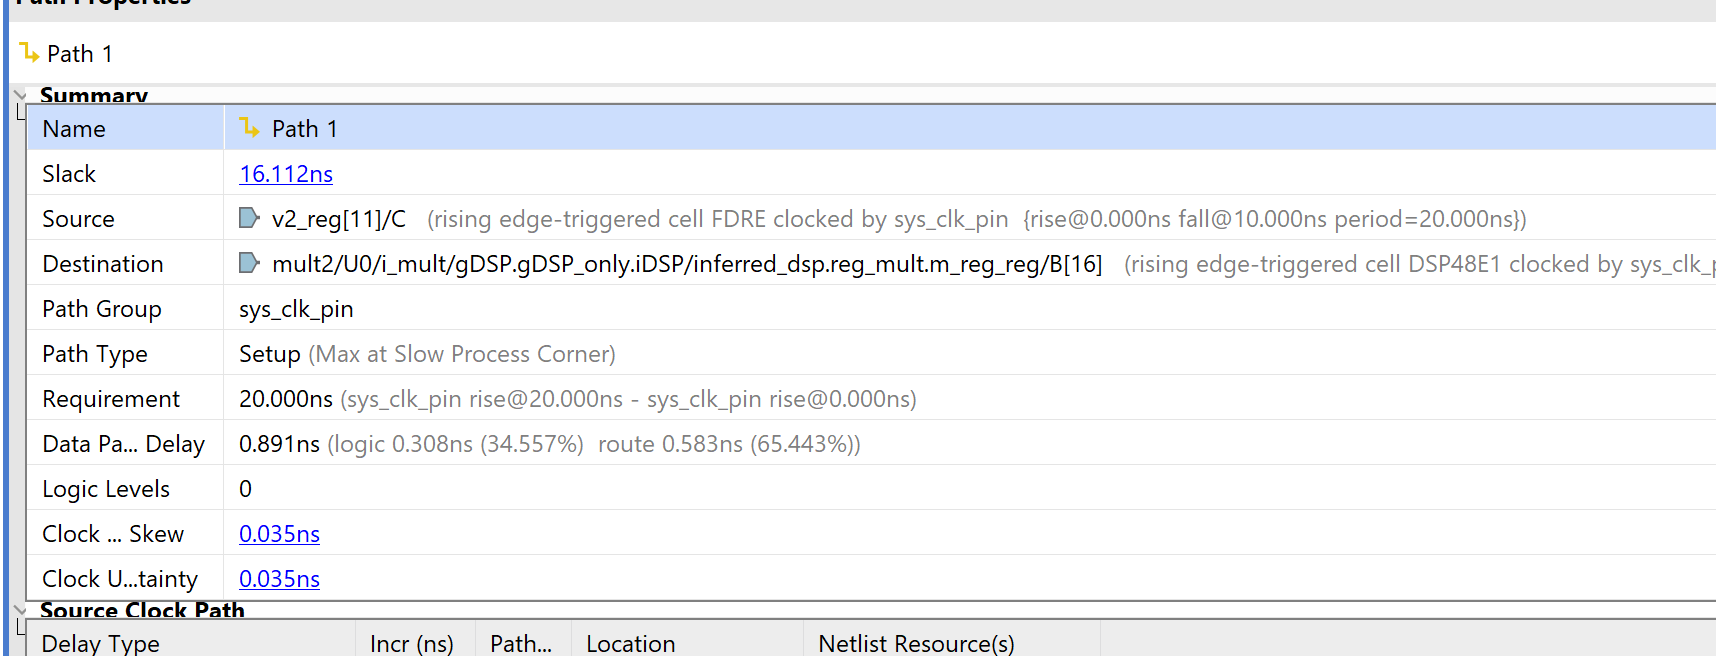 Path Properties
Path 1
Summary
Name Path 1
Slack 16.112ns
Source v2_reg[11]/C (rising edge-triggered cell FDRE clocked by sys_clk_pin {rise@0.000ns fall@10.000ns period=20.000ns})
Destination mult2/U0/i_mult/gDSP.gDSP_only.iDSP/inferred_dsp.reg_mult.m_reg_reg/B[16] (rising edge-triggered cell DSP48E1 clocked by sys_clk_p
Path Group sys_clk_pin
Path Type Setup (Max at Slow Process Corner)
Requirement 20.000ns (sys_clk_pin rise@20.000ns - sys_clk_pin rise@0.000ns)
Data Pa... Delay 0.891ns (logic 0.308ns (34.557%) route 0.583ns (65.443%))
Logic Levels 0
Clock ... Skew 0.035ns
Clock U...tainty 0.035ns
Source Clock Path
Delay Type Incr (ns) Path... Location Netlist Resource(s)